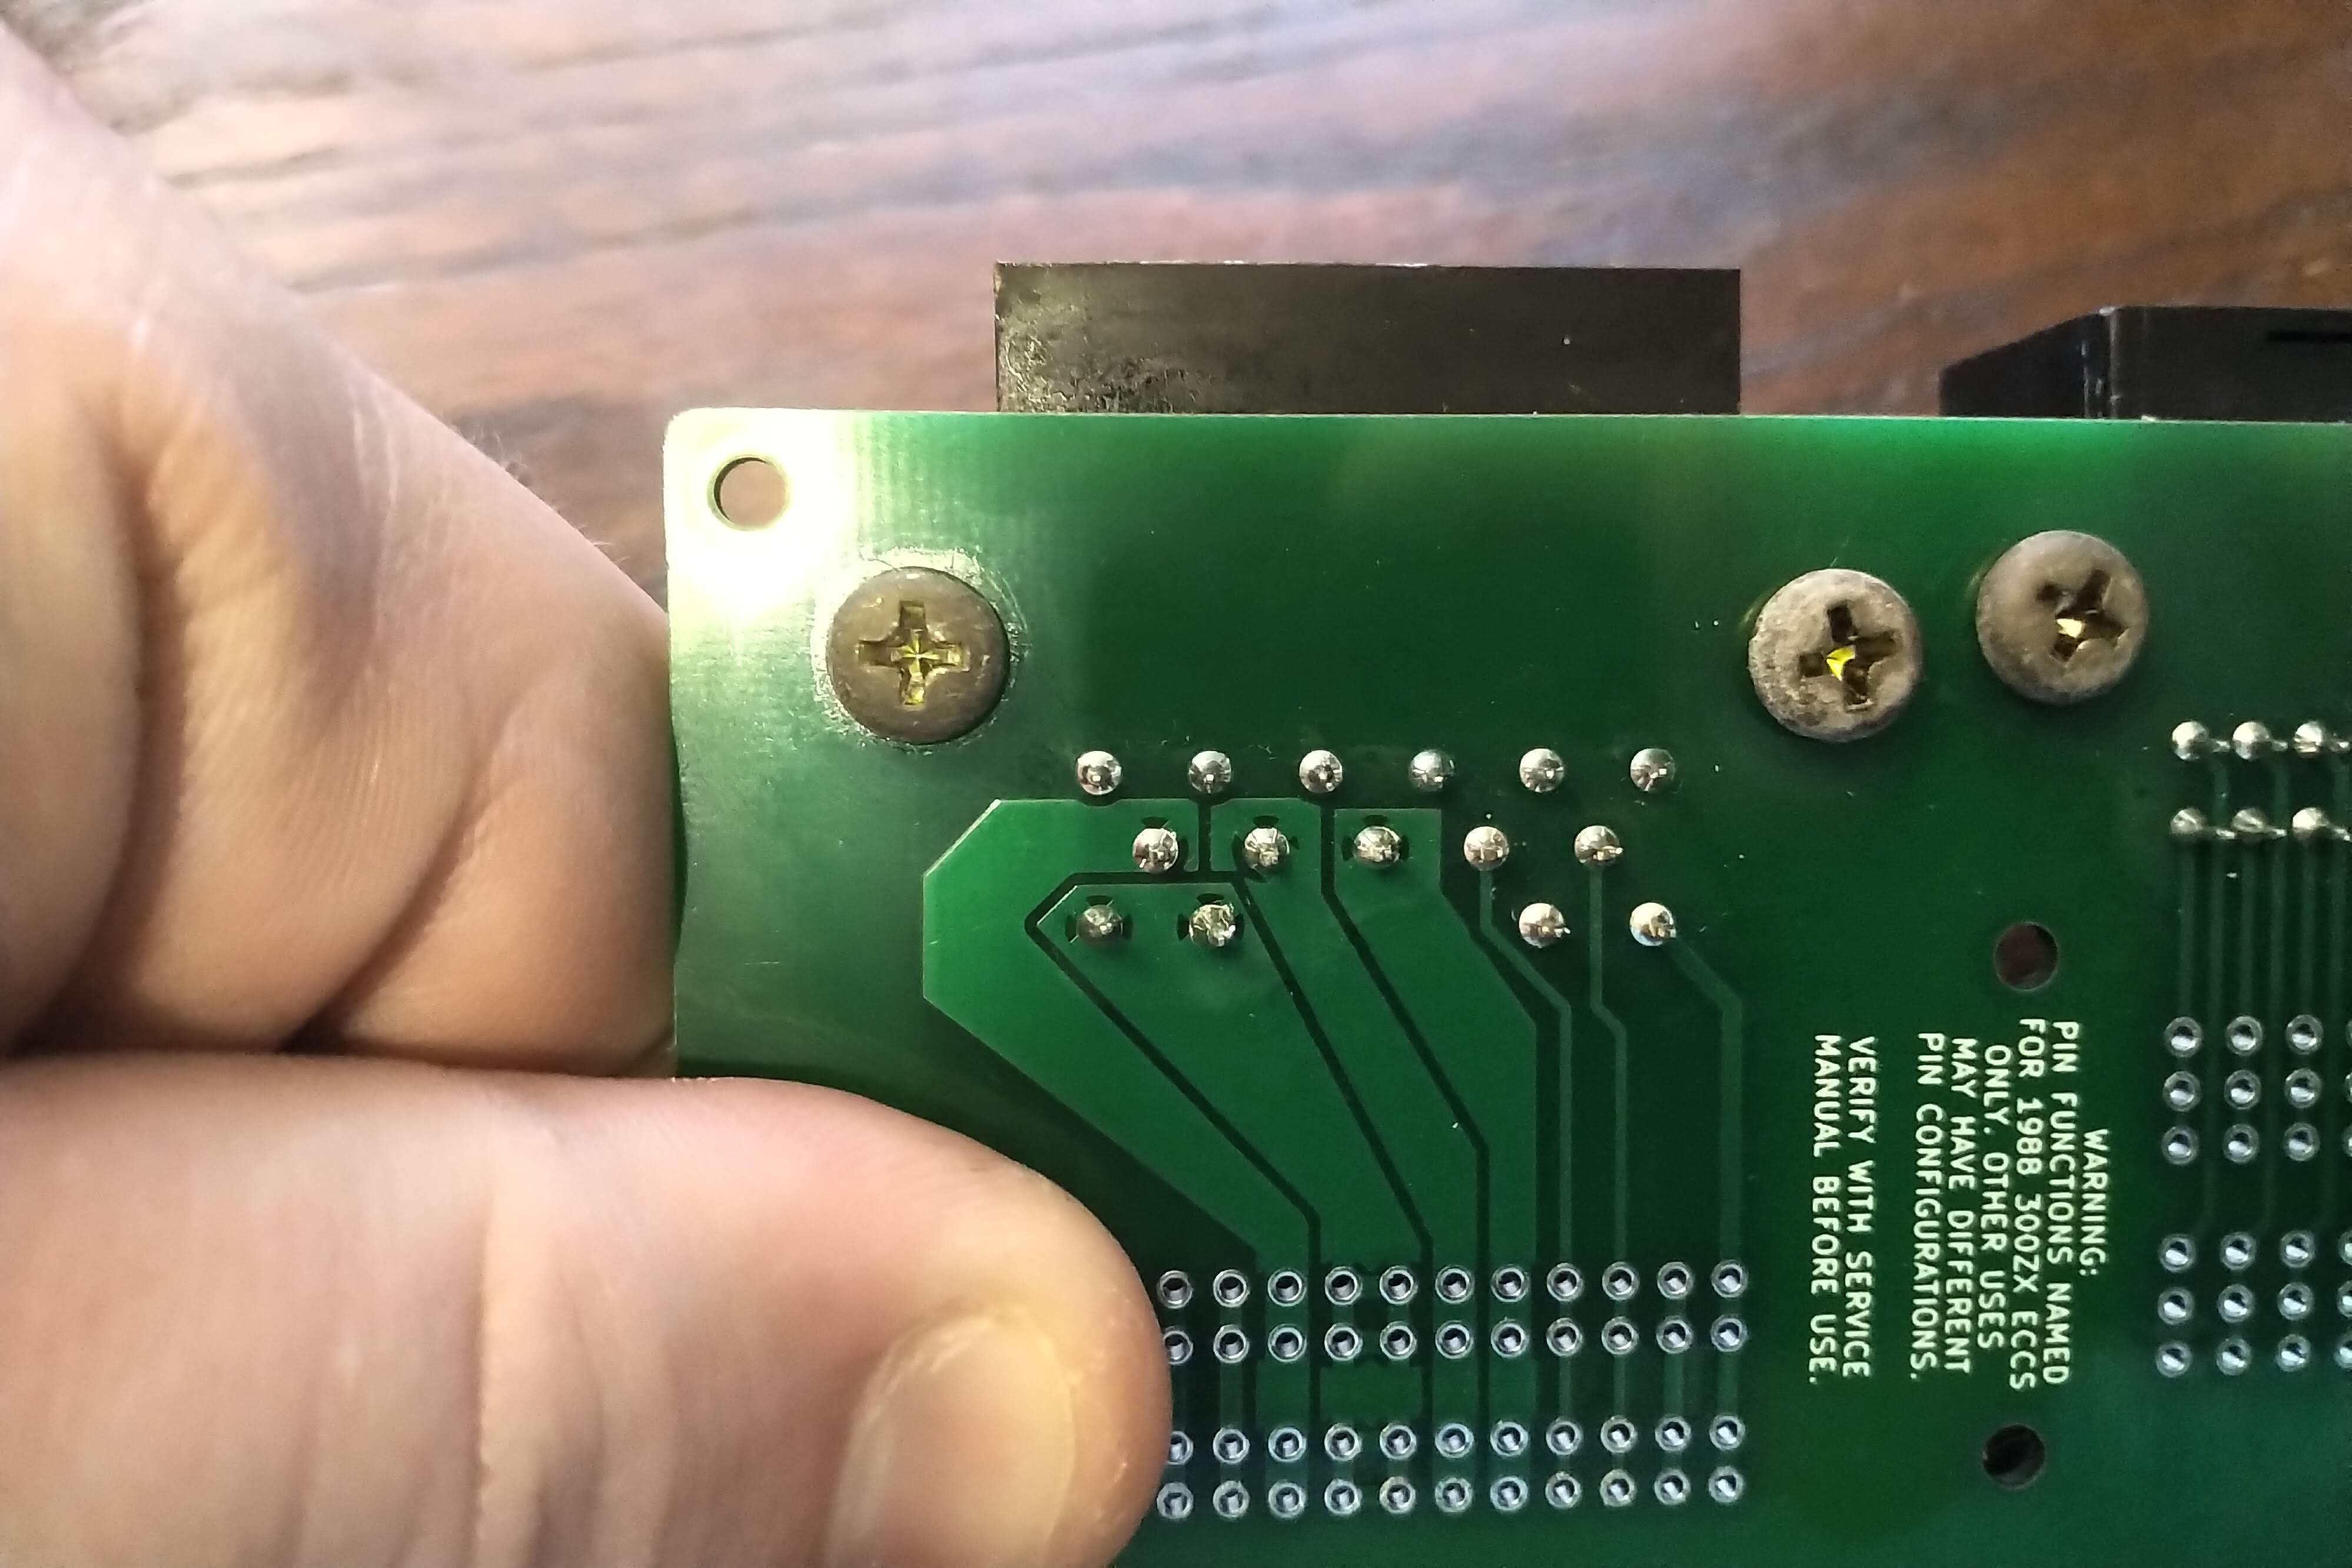 WARNING:
PIN FUNCTIONS NAMED
FOR 1988 300ZX ECCS
ONLY. OTHER USES
MAY HAVE DIFFERENT
PIN CONFIGURATIONS.
VERIFY WITH SERVICE
MANUAL BEFORE USE.